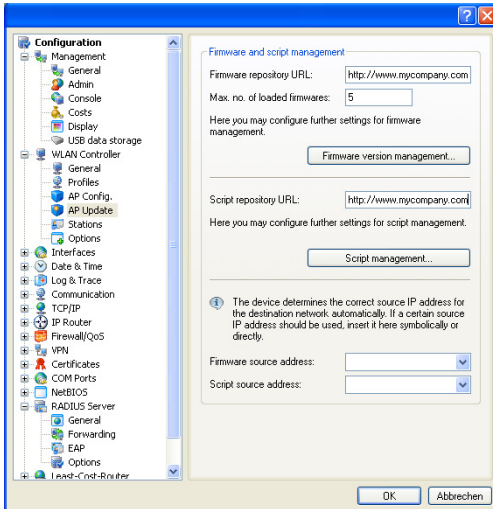 Configuration
Management
General
Admin
Console
Costs
Display
USB data storage
WLAN Controller
General
Profiles
AP Config.
AP Update
Stations
Options
Interfaces
Date & Time
Log & Trace
Communication
TCP/IP
IP Router
Firewall/QoS
VPN
Certificates
COM Ports
NetBIOS
RADIUS Server
General
Forwarding
EAP
Options
Least-Cost-Router
Firmware and script management
Firmware repository URL: http://www.mycompany.com
Max. no. of loaded firmwares: 5
Here you may configure further settings for firmware
management.
Firmware version management...
Script repository URL: http://www.mycompany.com
Here you may configure further settings for script management.
Script management...
The device determines the correct source IP address for
the destination network automatically. If a certain source
IP address should be used, insert it here symbolically or
directly.
Firmware source address:
Script source address:
OK Abbrechen